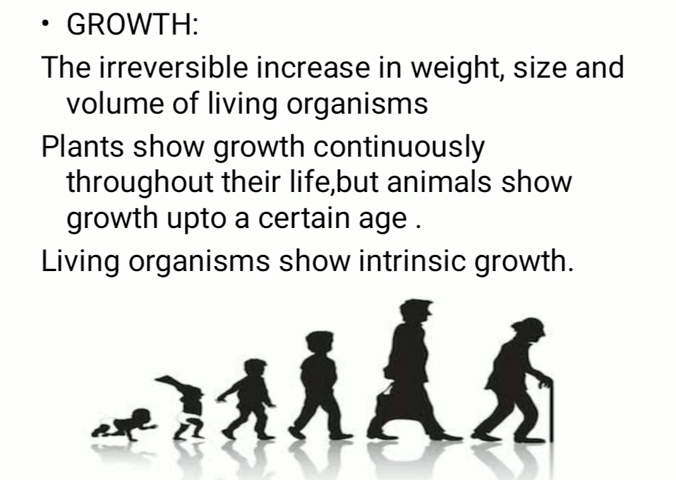 • GROWTH:
The irreversible increase in weight, size and
volume of living organisms
Plants show growth continuously
throughout their life,but animals show
growth upto a certain age .
Living organisms show intrinsic growth.